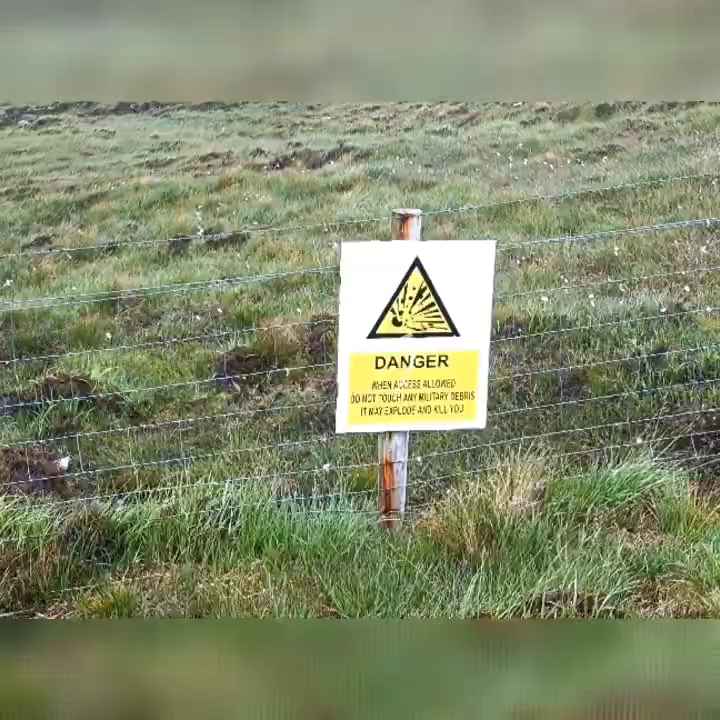 DANGER
WHEN ACCESS ALLOWED
DO NOT TOUCH ANY MILITARY DEBRIS
IT MAY EXPLODE AND KILL YOU